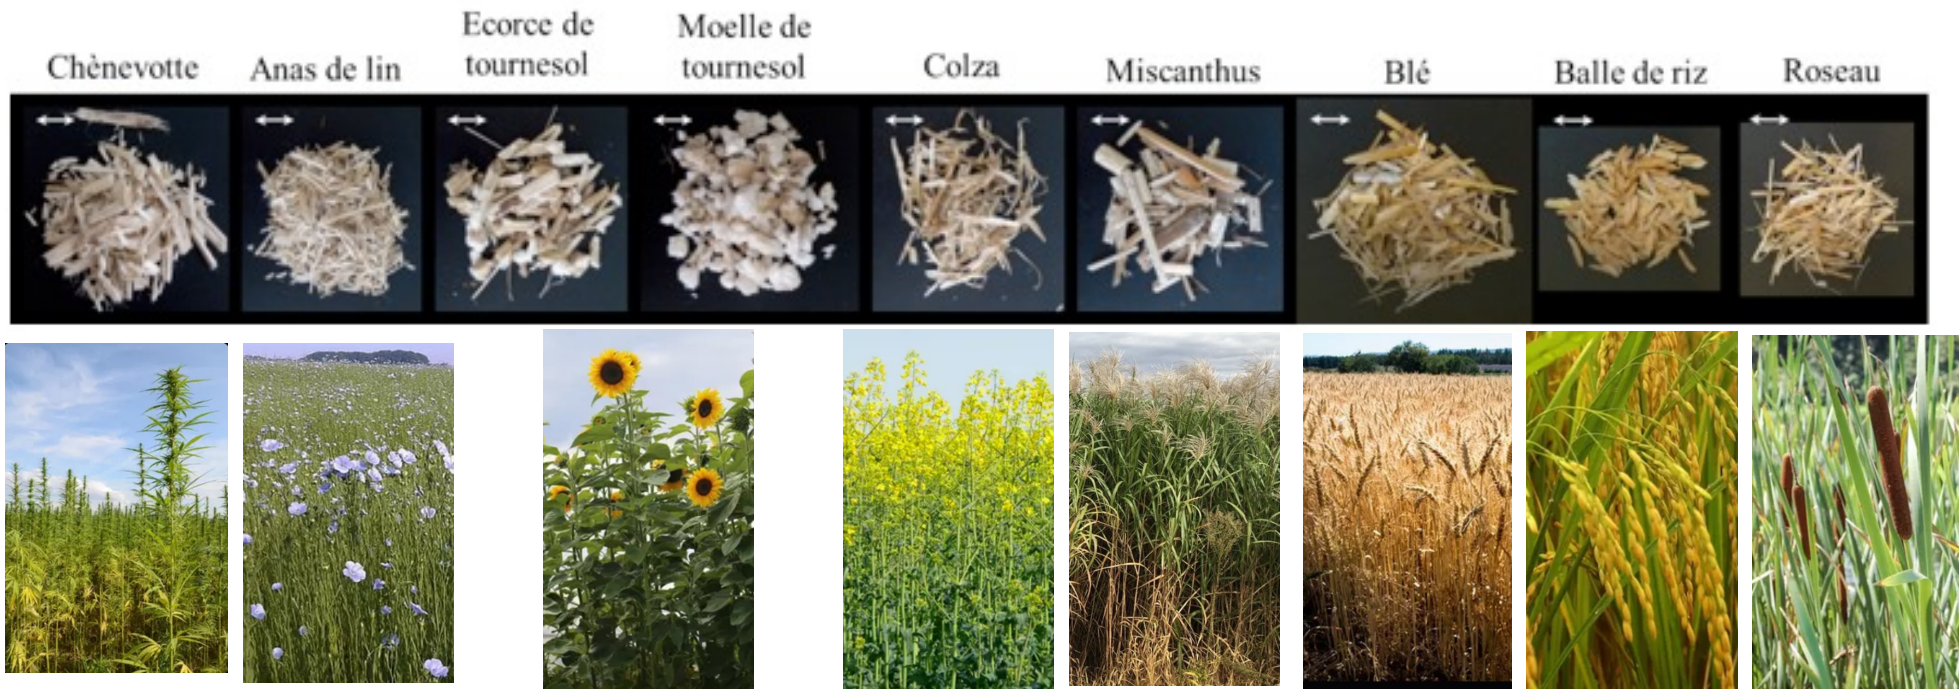 Chènevotte
Anas de lin
Ecorce de
tournesol
Moelle de
tournesol
Colza
Miscanthus
Blé
Balle de riz
Roseau